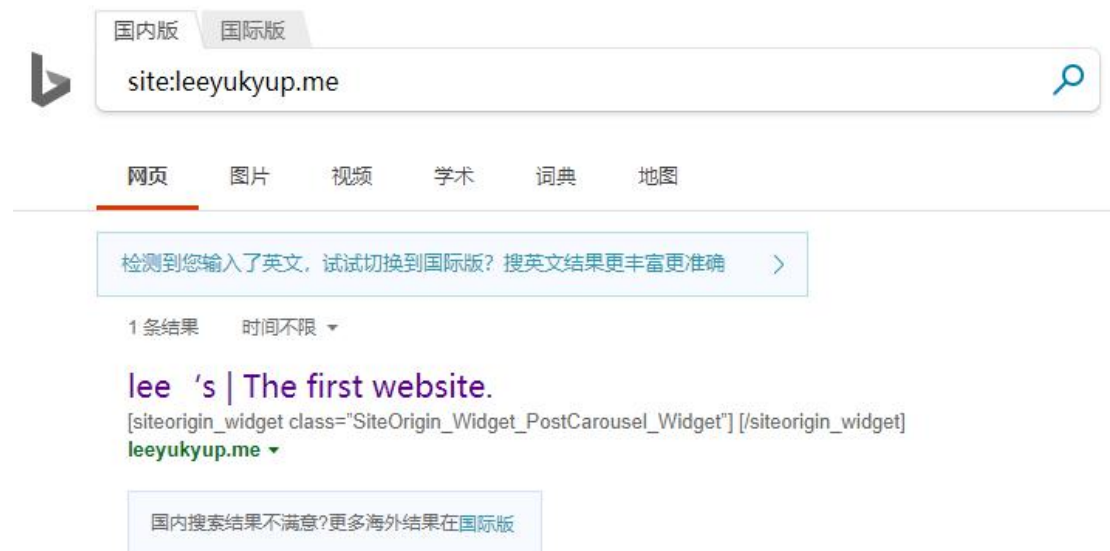 国内版 国际版
site:leeyukyup.me
网页 图片 视频 学术 词典 地图
检测到您输入了英文，试试切换到国际版？搜英文结果更丰富更准确
1 条结果 时间不限
lee ‘s | The first website.
[siteorigin_widget class="SiteOrigin_Widget_PostCarousel_Widget"] [/siteorigin_widget]
leeyukyup.me
国内搜索结果不满意?更多海外结果在国际版